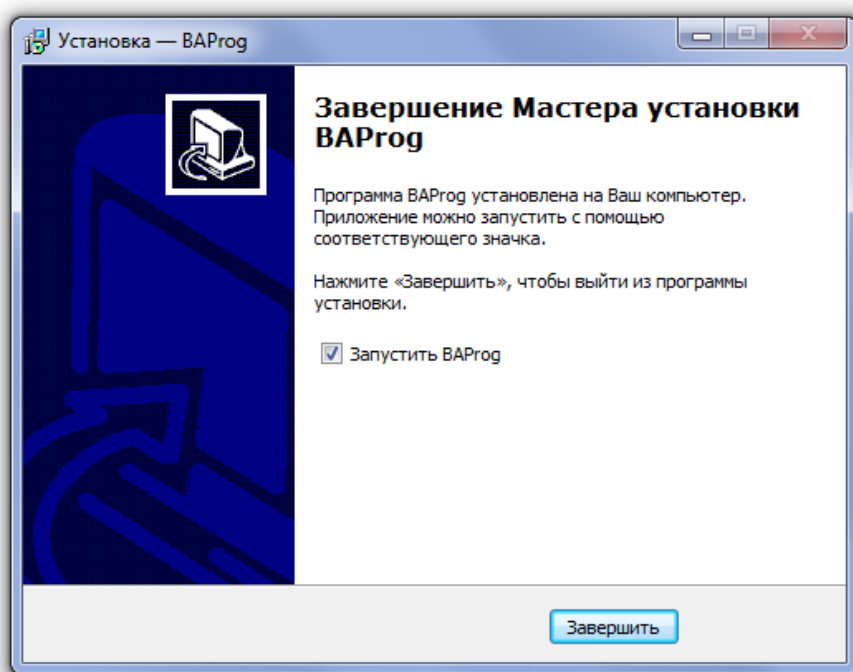 Установка — BAProg
Завершение Мастера установки
BAProg
Программа BAProg установлена на Ваш компьютер.
Приложение можно запустить с помощью
соответствующего значка.
Нажмите «Завершить», чтобы выйти из программы
установки.
Запустить BAProg
Завершить